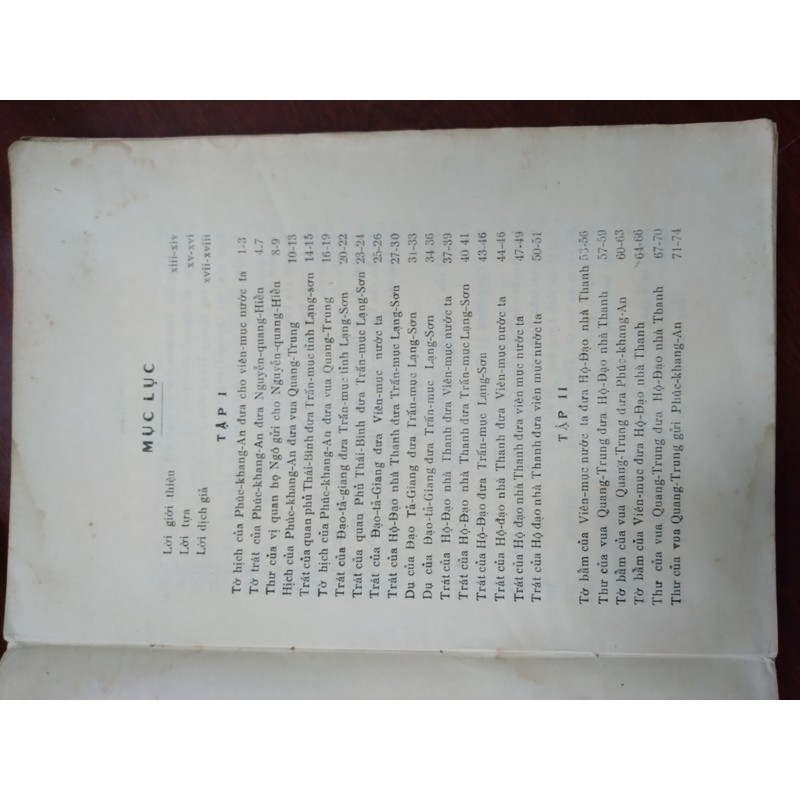 MỤC LỤC
Lời giới thiệu xiii-xiv
Lời tựa xv-xvi
Lời dịch giả xvii-xviii
TẬP I
Tờ bịch của Phúc-khang-An đưa cho viên-mục nước ta 1-3
Tờ trát của Phúc-khang-An đưa Nguyễn-quang-Hiển 4-7
Thư của vị quan họ Ngô gửi cho Nguyễn-quang-Hiển 8-9
Hịch của Phúc-khang-An đưa vua Quang-Trung 10-13
Trát của quan phủ Thái-Bình đưa Trấn-mục tỉnh Lạng-sơn 14-15
Tờ bịch của Phúc-khang-An đưa vua Quang-Trung 16-19
Trát của Đạo-tả-giang đưa Trấn-mục tỉnh Lạng-Sơn 20-22
Trát của quan Phủ Thái-Bình đưa Trấn-mục Lạng-Sơn 23-24
Trát của Đạo-tả-Giang đưa Viên-mục nước ta 25-26
Trát của Hộ-Đạo nhà Thanh đưa Trấn-mục Lạng-Sơn 27-30
Dụ của Đạo Tả-Giang đưa Trấn-mục Lạng-Sơn 31-33
Dụ của Đạo-tả-Giang đưa Trấn-mục Lạng-Sơn 34-36
Trát của Hộ-Đạo nhà Thanh đưa Viên-mục nước ta 37-39
Trát của Hộ-Đạo nhà Thanh đưa Trấn-mục Lạng-Sơn 40-41
Trát của Hộ-Đạo đưa Trấn-mục Lạng-Sơn 43-46
Trát của Hộ-đạo nhà Thanh đưa Viên-mục nước ta 44-46
Trát của Hộ đạo nhà Thanh đưa viên mục nước ta 47-49
Trát của Hộ đạo nhà Thanh đưa viên mục nước ta 50-51
TẬP II
Tờ bẩm của Viên-mục nước ta đưa Hộ-Đạo nhà Thanh 53-56
Thư của vua Quang-Trung đưa Hộ-Đạo nhà Thanh 57-59
Tờ bẩm của vua Quang-Trung đưa Phúc-khang-An 60-63
Tờ bẩm của Viên-mục đưa Hộ-Đạo nhà Thanh 64-66
Thư của vua Quang-Trung đưa Hộ-Đạo nhà Thanh 67-70
Thư của vua Quang-Trung gửi Phúc-khang-An 71-74